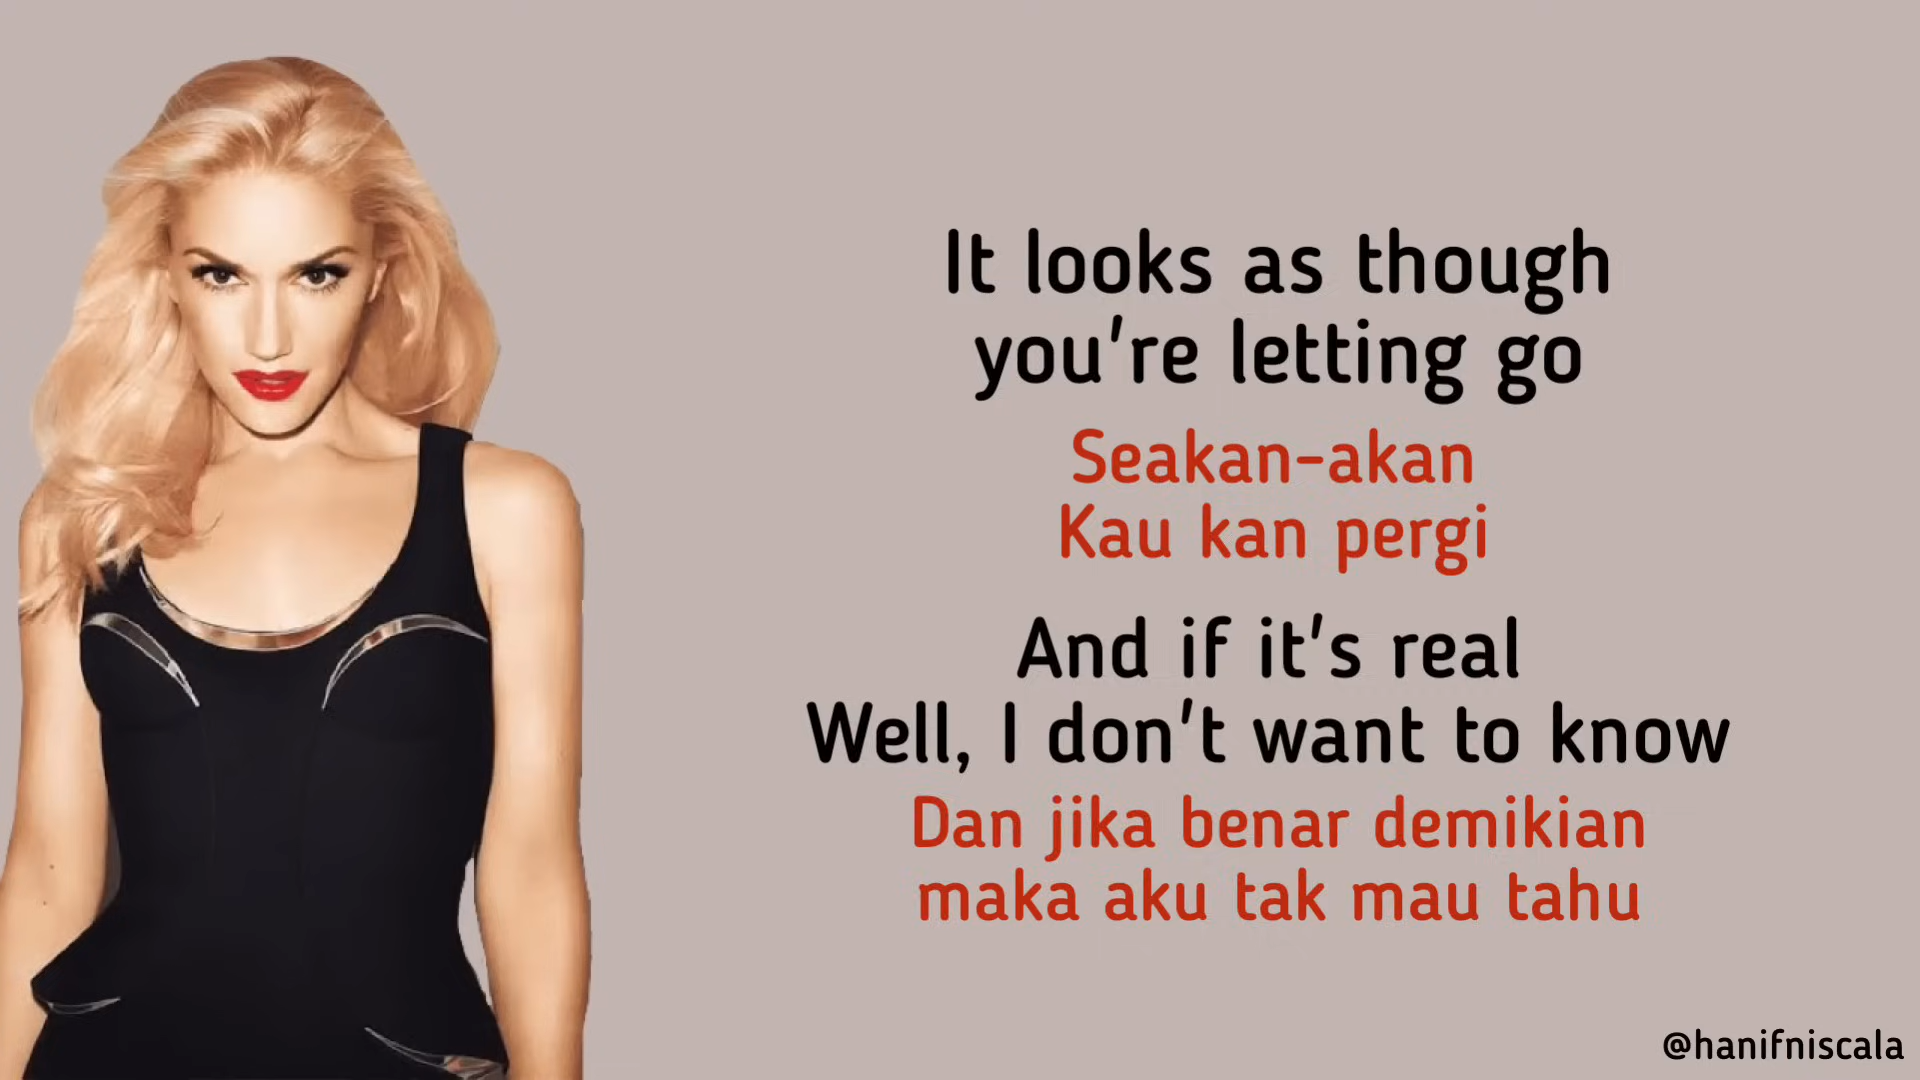 It looks as though
you're letting go
Seakan-akan
Kau kan pergi
And if it's real
Well, I don't want to know
Dan jika benar demikian
maka aku tak mau tahu
@hanifniscala